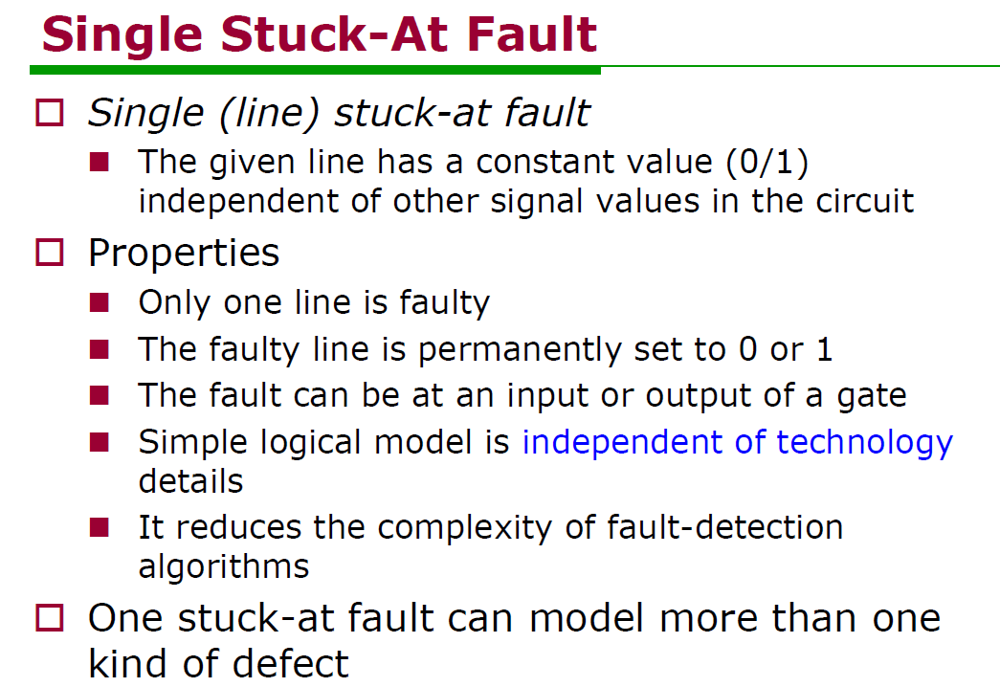 Single Stuck-At Fault
Single (line) stuck-at fault
The given line has a constant value (0/1)
independent of other signal values in the circuit
Properties
Only one line is faulty
The faulty line is permanently set to 0 or 1
The fault can be at an input or output of a gate
Simple logical model is independent of technology
details
It reduces the complexity of fault-detection
algorithms
One stuck-at fault can model more than one
kind of defect